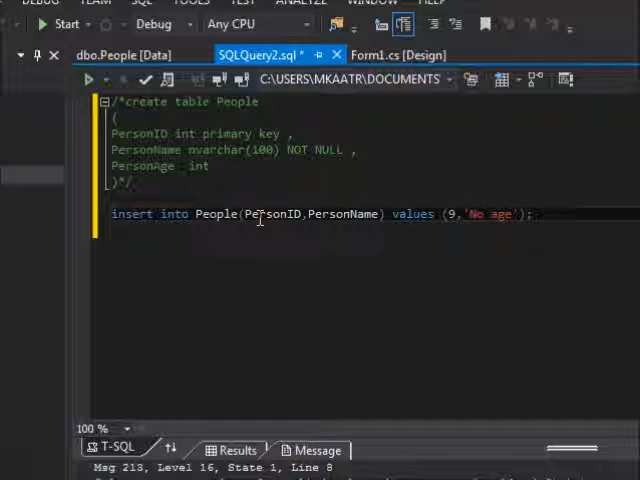 DEBUG TEAM SQL TOOLS TEST ANALYZE WINDOW HELP
Start Debug Any CPU
dbo.People [Data] SQLQuery2.sql * Form1.cs [Design]
C:\USERS\MKAATR\DOCUMENTS
/*create table People
(
PersonID int primary key ,
PersonName nvarchar(100) NOT NULL ,
PersonAge int
)*/
insert into People(PersonID,PersonName) values (9,'No age');
100 %
T-SQL Results Message
Msg 213, Level 16, State 1, Line 8